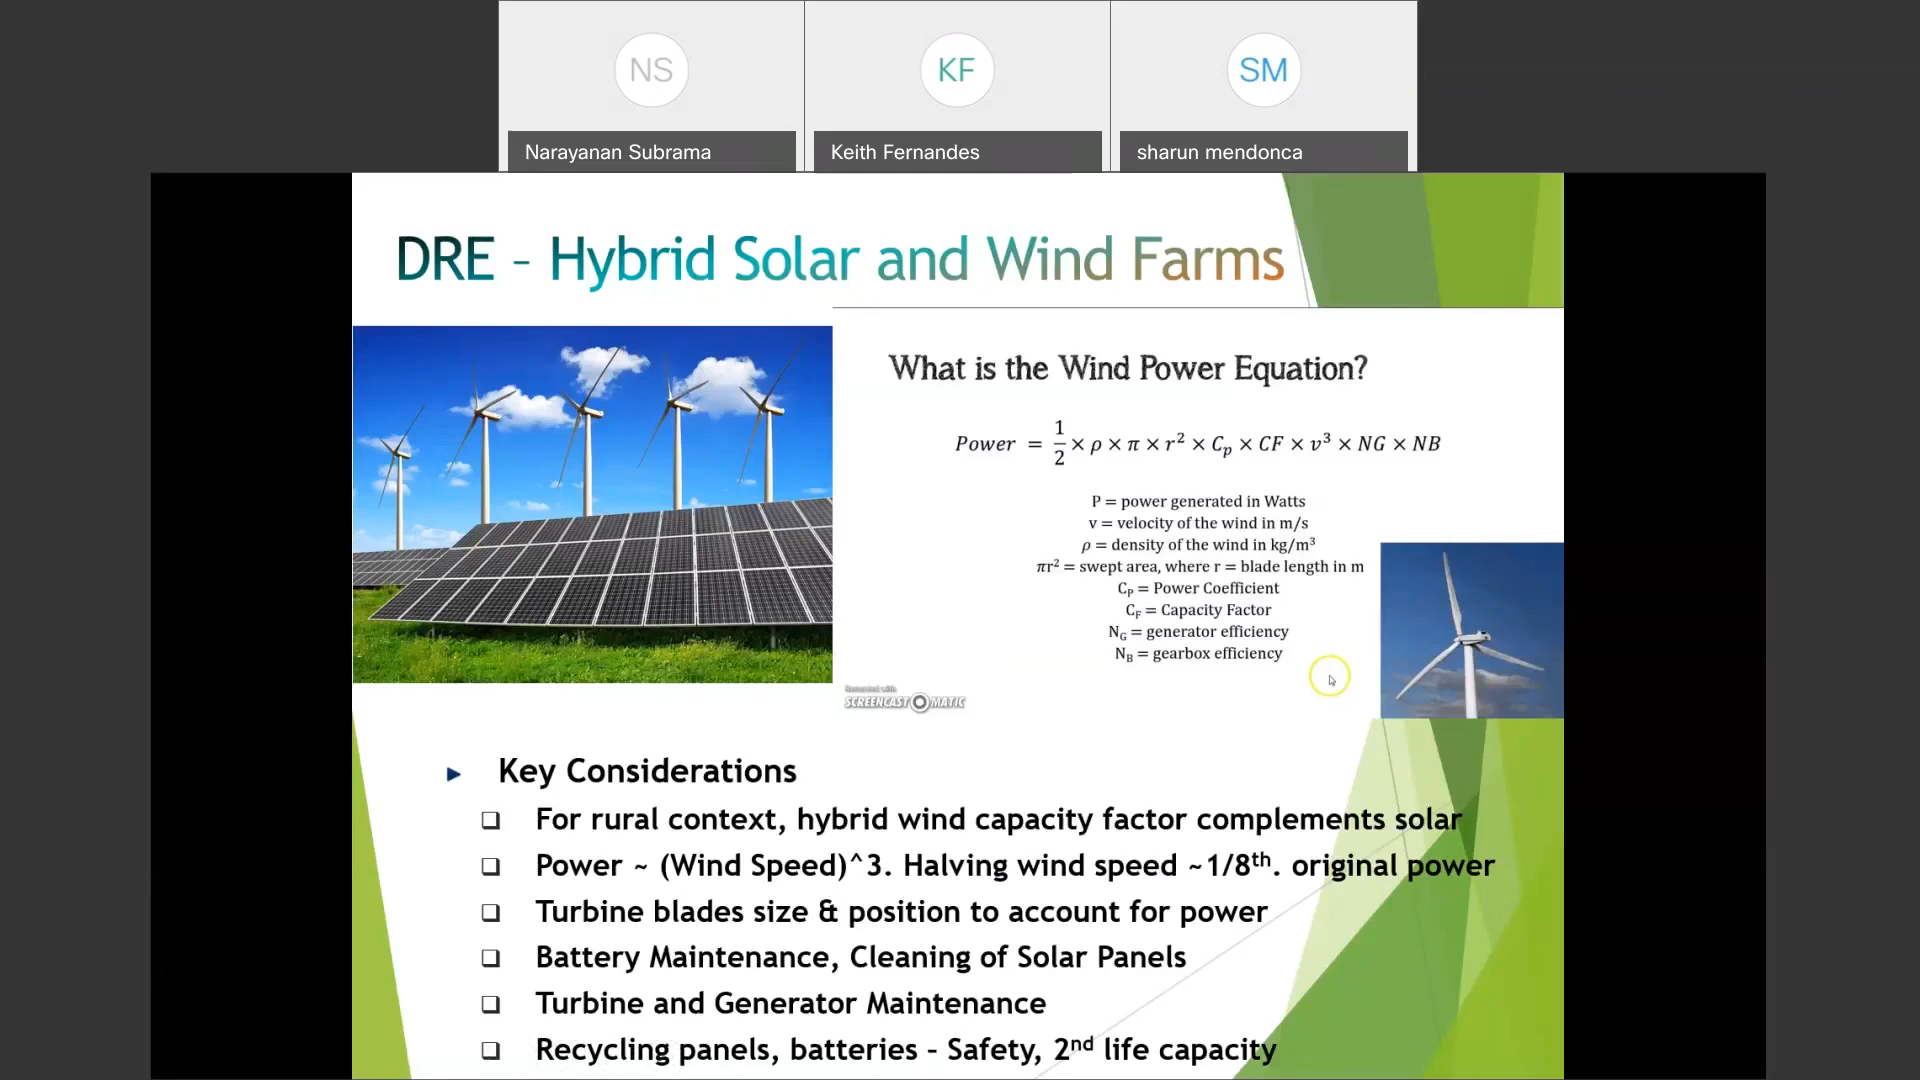 NS
KF
SM
Narayanan Subrama
Keith Fernandes
sharun mendonca
DRE - Hybrid Solar and Wind Farms
What is the Wind Power Equation?
Power = 1/2 × ρ × π × r² × Cₚ × CF × v³ × NG × NB
P = power generated in Watts
v = velocity of the wind in m/s
ρ = density of the wind in kg/m³
πr² = swept area, where r = blade length in m
C_P = Power Coefficient
C_F = Capacity Factor
N_G = generator efficiency
N_B = gearbox efficiency
Recorded with
SCREENCAST-O-MATIC
Key Considerations
For rural context, hybrid wind capacity factor complements solar
Power ~ (Wind Speed)^3. Halving wind speed ~1/8th. original power
Turbine blades size & position to account for power
Battery Maintenance, Cleaning of Solar Panels
Turbine and Generator Maintenance
Recycling panels, batteries – Safety, 2nd life capacity